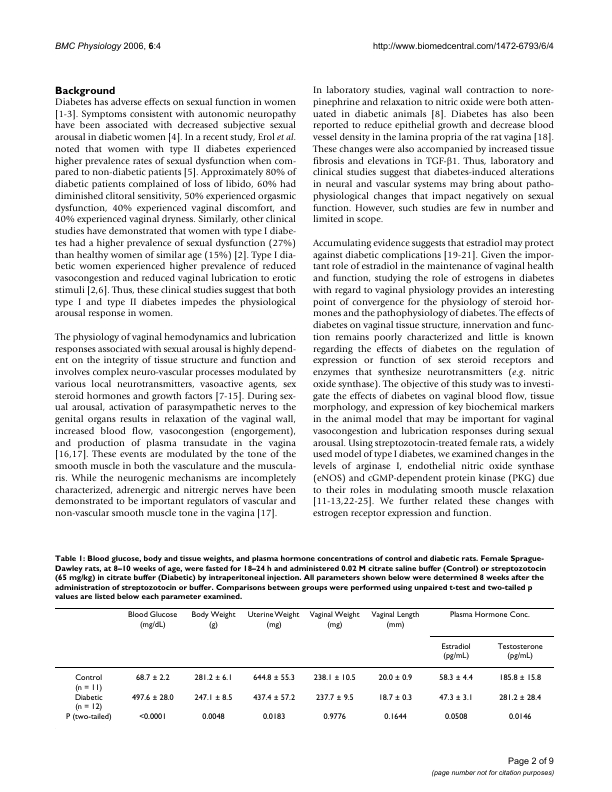 BMC Physiology 2006, 6:4
http://www.biomedcentral.com/1472-6793/6/4
Background
Diabetes has adverse effects on sexual function in women
[1-3]. Symptoms consistent with autonomic neuropathy
have been associated with decreased subjective sexual
arousal in diabetic women [4]. In a recent study, Erol et al.
noted that women with type II diabetes experienced
higher prevalence rates of sexual dysfunction when com-
pared to non-diabetic patients [5]. Approximately 80% of
diabetic patients complained of loss of libido, 60% had
diminished clitoral sensitivity, 50% experienced orgasmic
dysfunction, 40% experienced vaginal discomfort, and
40% experienced vaginal dryness. Similarly, other clinical
studies have demonstrated that women with type I diabe-
tes had a higher prevalence of sexual dysfunction (27%)
than healthy women of similar age (15%) [2]. Type I dia-
betic women experienced higher prevalence of reduced
vasocongestion and reduced vaginal lubrication to erotic
stimuli [2,6]. Thus, these clinical studies suggest that both
type I and type II diabetes impedes the physiological
arousal response in women.
The physiology of vaginal hemodynamics and lubrication
responses associated with sexual arousal is highly depend-
ent on the integrity of tissue structure and function and
involves complex neuro-vascular processes modulated by
various local neurotransmitters, vasoactive agents, sex
steroid hormones and growth factors [7-15]. During sex-
ual arousal, activation of parasympathetic nerves to the
genital organs results in relaxation of the vaginal wall,
increased blood flow, vasocongestion (engorgement),
and production of plasma transudate in the vagina
[16,17]. These events are modulated by the tone of the
smooth muscle in both the vasculature and the muscula-
ris. While the neurogenic mechanisms are incompletely
characterized, adrenergic and nitrergic nerves have been
demonstrated to be important regulators of vascular and
non-vascular smooth muscle tone in the vagina [17].
In laboratory studies, vaginal wall contraction to nore-
pinephrine and relaxation to nitric oxide were both atten-
uated in diabetic animals [8]. Diabetes has also been
reported to reduce epithelial growth and decrease blood
vessel density in the lamina propria of the rat vagina [18].
These changes were also accompanied by increased tissue
fibrosis and elevations in TGF-β1. Thus, laboratory and
clinical studies suggest that diabetes-induced alterations
in neural and vascular systems may bring about patho-
physiological changes that impact negatively on sexual
function. However, such studies are few in number and
limited in scope.
Accumulating evidence suggests that estradiol may protect
against diabetic complications [19-21]. Given the impor-
tant role of estradiol in the maintenance of vaginal health
and function, studying the role of estrogens in diabetes
with regard to vaginal physiology provides an interesting
point of convergence for the physiology of steroid hor-
mones and the pathophysiology of diabetes. The effects of
diabetes on vaginal tissue structure, innervation and func-
tion remains poorly characterized and little is known
regarding the effects of diabetes on the regulation of
expression or function of sex steroid receptors and
enzymes that synthesize neurotransmitters (e.g. nitric
oxide synthase). The objective of this study was to investi-
gate the effects of diabetes on vaginal blood flow, tissue
morphology, and expression of key biochemical markers
in the animal model that may be important for vaginal
vasocongestion and lubrication responses during sexual
arousal. Using streptozotocin-treated female rats, a widely
used model of type I diabetes, we examined changes in the
levels of arginase I, endothelial nitric oxide synthase
(eNOS) and cGMP-dependent protein kinase (PKG) due
to their roles in modulating smooth muscle relaxation
[11-13,22-25]. We further related these changes with
estrogen receptor expression and function.
Table 1: Blood glucose, body and tissue weights, and plasma hormone concentrations of control and diabetic rats. Female Sprague-
Dawley rats, at 8–10 weeks of age, were fasted for 18–24 h and administered 0.02 M citrate saline buffer (Control) or streptozotocin
(65 mg/kg) in citrate buffer (Diabetic) by intraperitoneal injection. All parameters shown below were determined 8 weeks after the
administration of streptozotocin or buffer. Comparisons between groups were performed using unpaired t-test and two-tailed p
values are listed below each parameter examined.
Blood Glucose Body Weight Uterine Weight Vaginal Weight Vaginal Length Plasma Hormone Conc.
(mg/dL) (g) (mg) (mg) (mm)
Estradiol Testosterone
(pg/mL) (pg/mL)
Control 68.7 ± 2.2 281.2 ± 6.1 644.8 ± 55.3 238.1 ± 10.5 20.0 ± 0.9 58.3 ± 4.4 185.8 ± 15.8
(n = 11)
Diabetic 497.6 ± 28.0 247.1 ± 8.5 437.4 ± 57.2 237.7 ± 9.5 18.7 ± 0.3 47.3 ± 3.1 281.2 ± 28.4
(n = 12)
P (two-tailed) <0.0001 0.0048 0.0183 0.9776 0.1644 0.0508 0.0146
Page 2 of 9
(page number not for citation purposes)